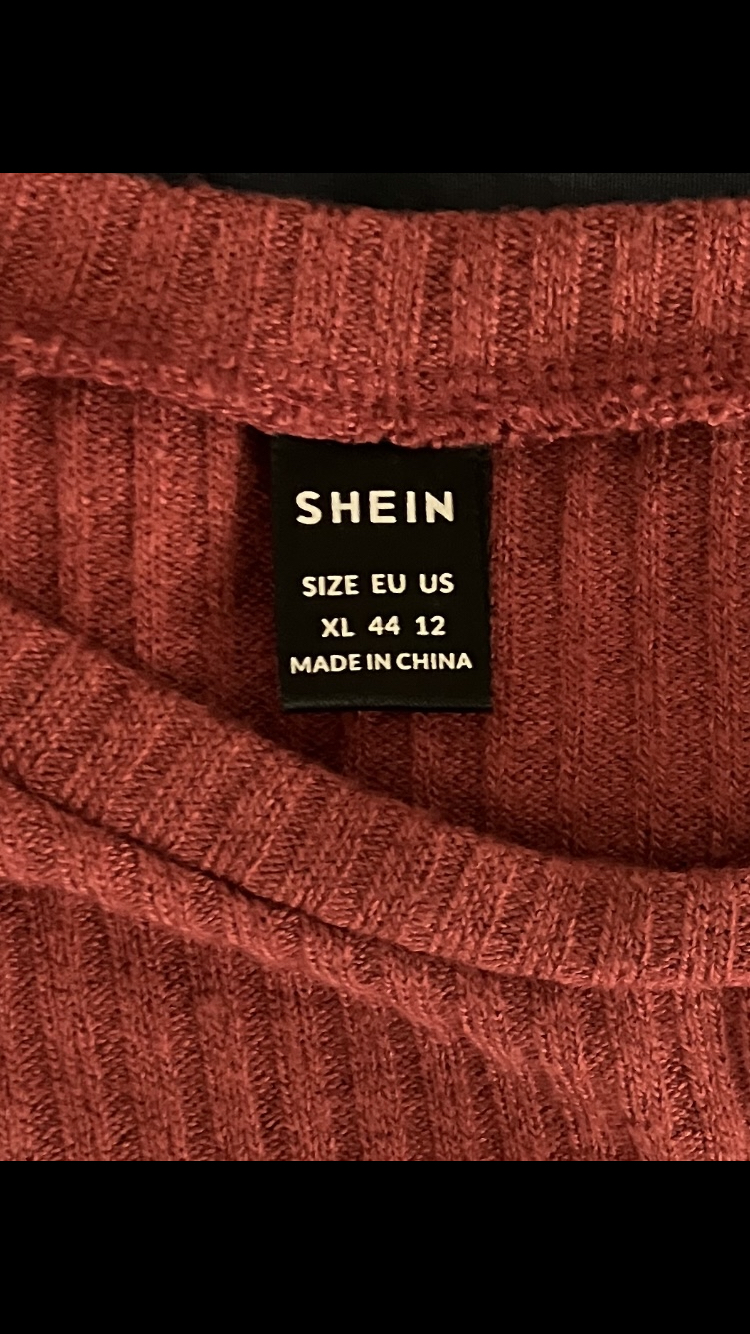 SHEIN
SIZE EU US
XL 44 12
MADE IN CHINA